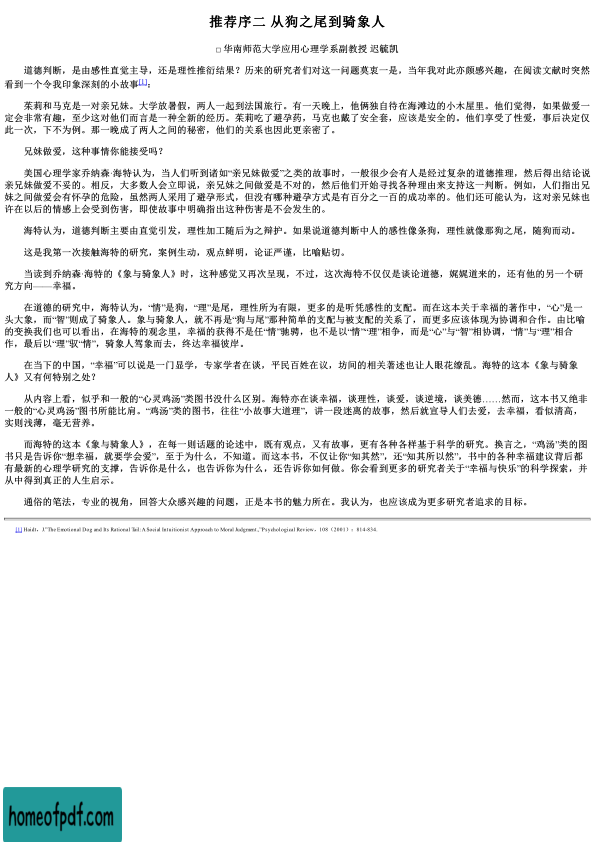 推荐序二 从狗之尾到骑象人
□ 华南师范大学应用心理学系副教授 迟毓凯
道德判断，是由感性直觉主导，还是理性推衍结果？历来的研究者们对这一问题莫衷一是，当年我对此亦颇感兴趣，在阅读文献时突然
看到一个令我印象深刻的小故事[1]：
茱莉和马克是一对亲兄妹。大学放暑假，两人一起到法国旅行。有一天晚上，他俩独自待在海滩边的小木屋里。他们觉得，如果做爱一
定会非常有趣，至少这对他们而言是一种全新的经历。茱莉吃了避孕药，马克也戴了安全套，应该是安全的。他们享受了性爱，事后决定仅
此一次，下不为例。那一晚成了两人之间的秘密，他们的关系也因此更亲密了。
兄妹做爱，这种事情你能接受吗？
美国心理学家乔纳森·海特认为，当人们听到诸如“亲兄妹做爱”之类的故事时，一般很少会有人是经过复杂的道德推理，然后得出结论说
亲兄妹做爱不妥的。相反，大多数人会立即说，亲兄妹之间做爱是不对的，然后他们开始寻找各种理由来支持这一判断。例如，人们指出兄
妹之间做爱会有怀孕的危险，虽然两人采用了避孕形式，但没有哪种避孕方式是有百分之一百的成功率的。他们还可能认为，这对亲兄妹也
许在以后的情感上会受到伤害，即使故事中明确指出这种伤害是不会发生的。
海特认为，道德判断主要由直觉引发，理性加工随后为之辩护。如果说道德判断中人的感性像条狗，理性就像那狗之尾，随狗而动。
这是我第一次接触海特的研究，案例生动，观点鲜明，论证严谨，比喻贴切。
当读到乔纳森·海特的《象与骑象人》时，这种感觉又再次呈现，不过，这次海特不仅仅是谈论道德，娓娓道来的，还有他的另一个研
究方向——幸福。
在道德的研究中，海特认为，“情”是狗，“理”是尾，理性所为有限，更多的是听凭感性的支配。而在这本关于幸福的著作中，“心”是一
头大象，而“智”则成了骑象人。象与骑象人，就不再是“狗与尾”那种简单的支配与被支配的关系了，而更多应该体现为协调和合作。由比喻
的变换我们也可以看出，在海特的观念里，幸福的获得不是任“情”驰骋，也不是以“情”“理”相争，而是“心”与“智”相协调，“情”与“理”相合
作，最后以“理”驭“情”，骑象人驾象而去，终达幸福彼岸。
在当下的中国，“幸福”可以说是一门显学，专家学者在谈，平民百姓在议，坊间的相关著述也让人眼花缭乱。海特的这本《象与骑象
人》又有何特别之处？
从内容上看，似乎和一般的“心灵鸡汤”类图书没什么区别。海特亦在谈幸福，谈理性，谈爱，谈逆境，谈美德……然而，这本书又绝非
一般的“心灵鸡汤”图书所能比肩。“鸡汤”类的图书，往往“小故事大道理”，讲一段迷离的故事，然后就宣导人们去爱，去幸福，看似清高，
实则浅薄，毫无营养。
而海特的这本《象与骑象人》，在每一则话题的论述中，既有观点，又有故事，更有各种各样基于科学的研究。换言之，“鸡汤”类的图
书只是告诉你“想幸福，就要学会爱”，至于为什么，不知道。而这本书，不仅让你“知其然”，还“知其所以然”，书中的各种幸福建议背后都
有最新的心理学研究的支撑，告诉你是什么，也告诉你为什么，还告诉你如何做。你会看到更多的研究者关于“幸福与快乐”的科学探索，并
从中得到真正的人生启示。
通俗的笔法，专业的视角，回答大众感兴趣的问题，正是本书的魅力所在。我认为，也应该成为更多研究者追求的目标。
[1] Haidt，J."The Emotional Dog and Its Rational Tail: A Social Intuitionist Approach to Moral Judgment,."Psychological Review，108（2001）：814-834.
homeofpdf.com